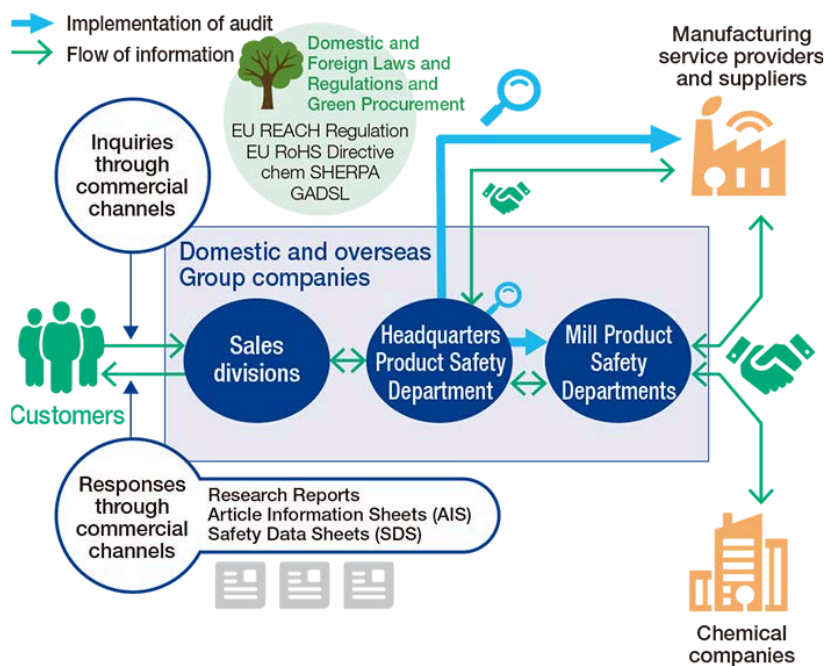 Implementation of audit
Flow of information
Domestic and
Foreign Laws and
Regulations and
Green Procurement
EU REACH Regulation
EU RoHS Directive
chem SHERPA
GADSL
Manufacturing
service providers
and suppliers
Inquiries
through
commercial
channels
Domestic and overseas
Group companies
Customers
Sales
divisions
Headquarters
Product Safety
Department
Mill Product
Safety
Departments
Responses
through
commercial
channels
Research Reports
Article Information Sheets (AIS)
Safety Data Sheets (SDS)
Chemical
companies